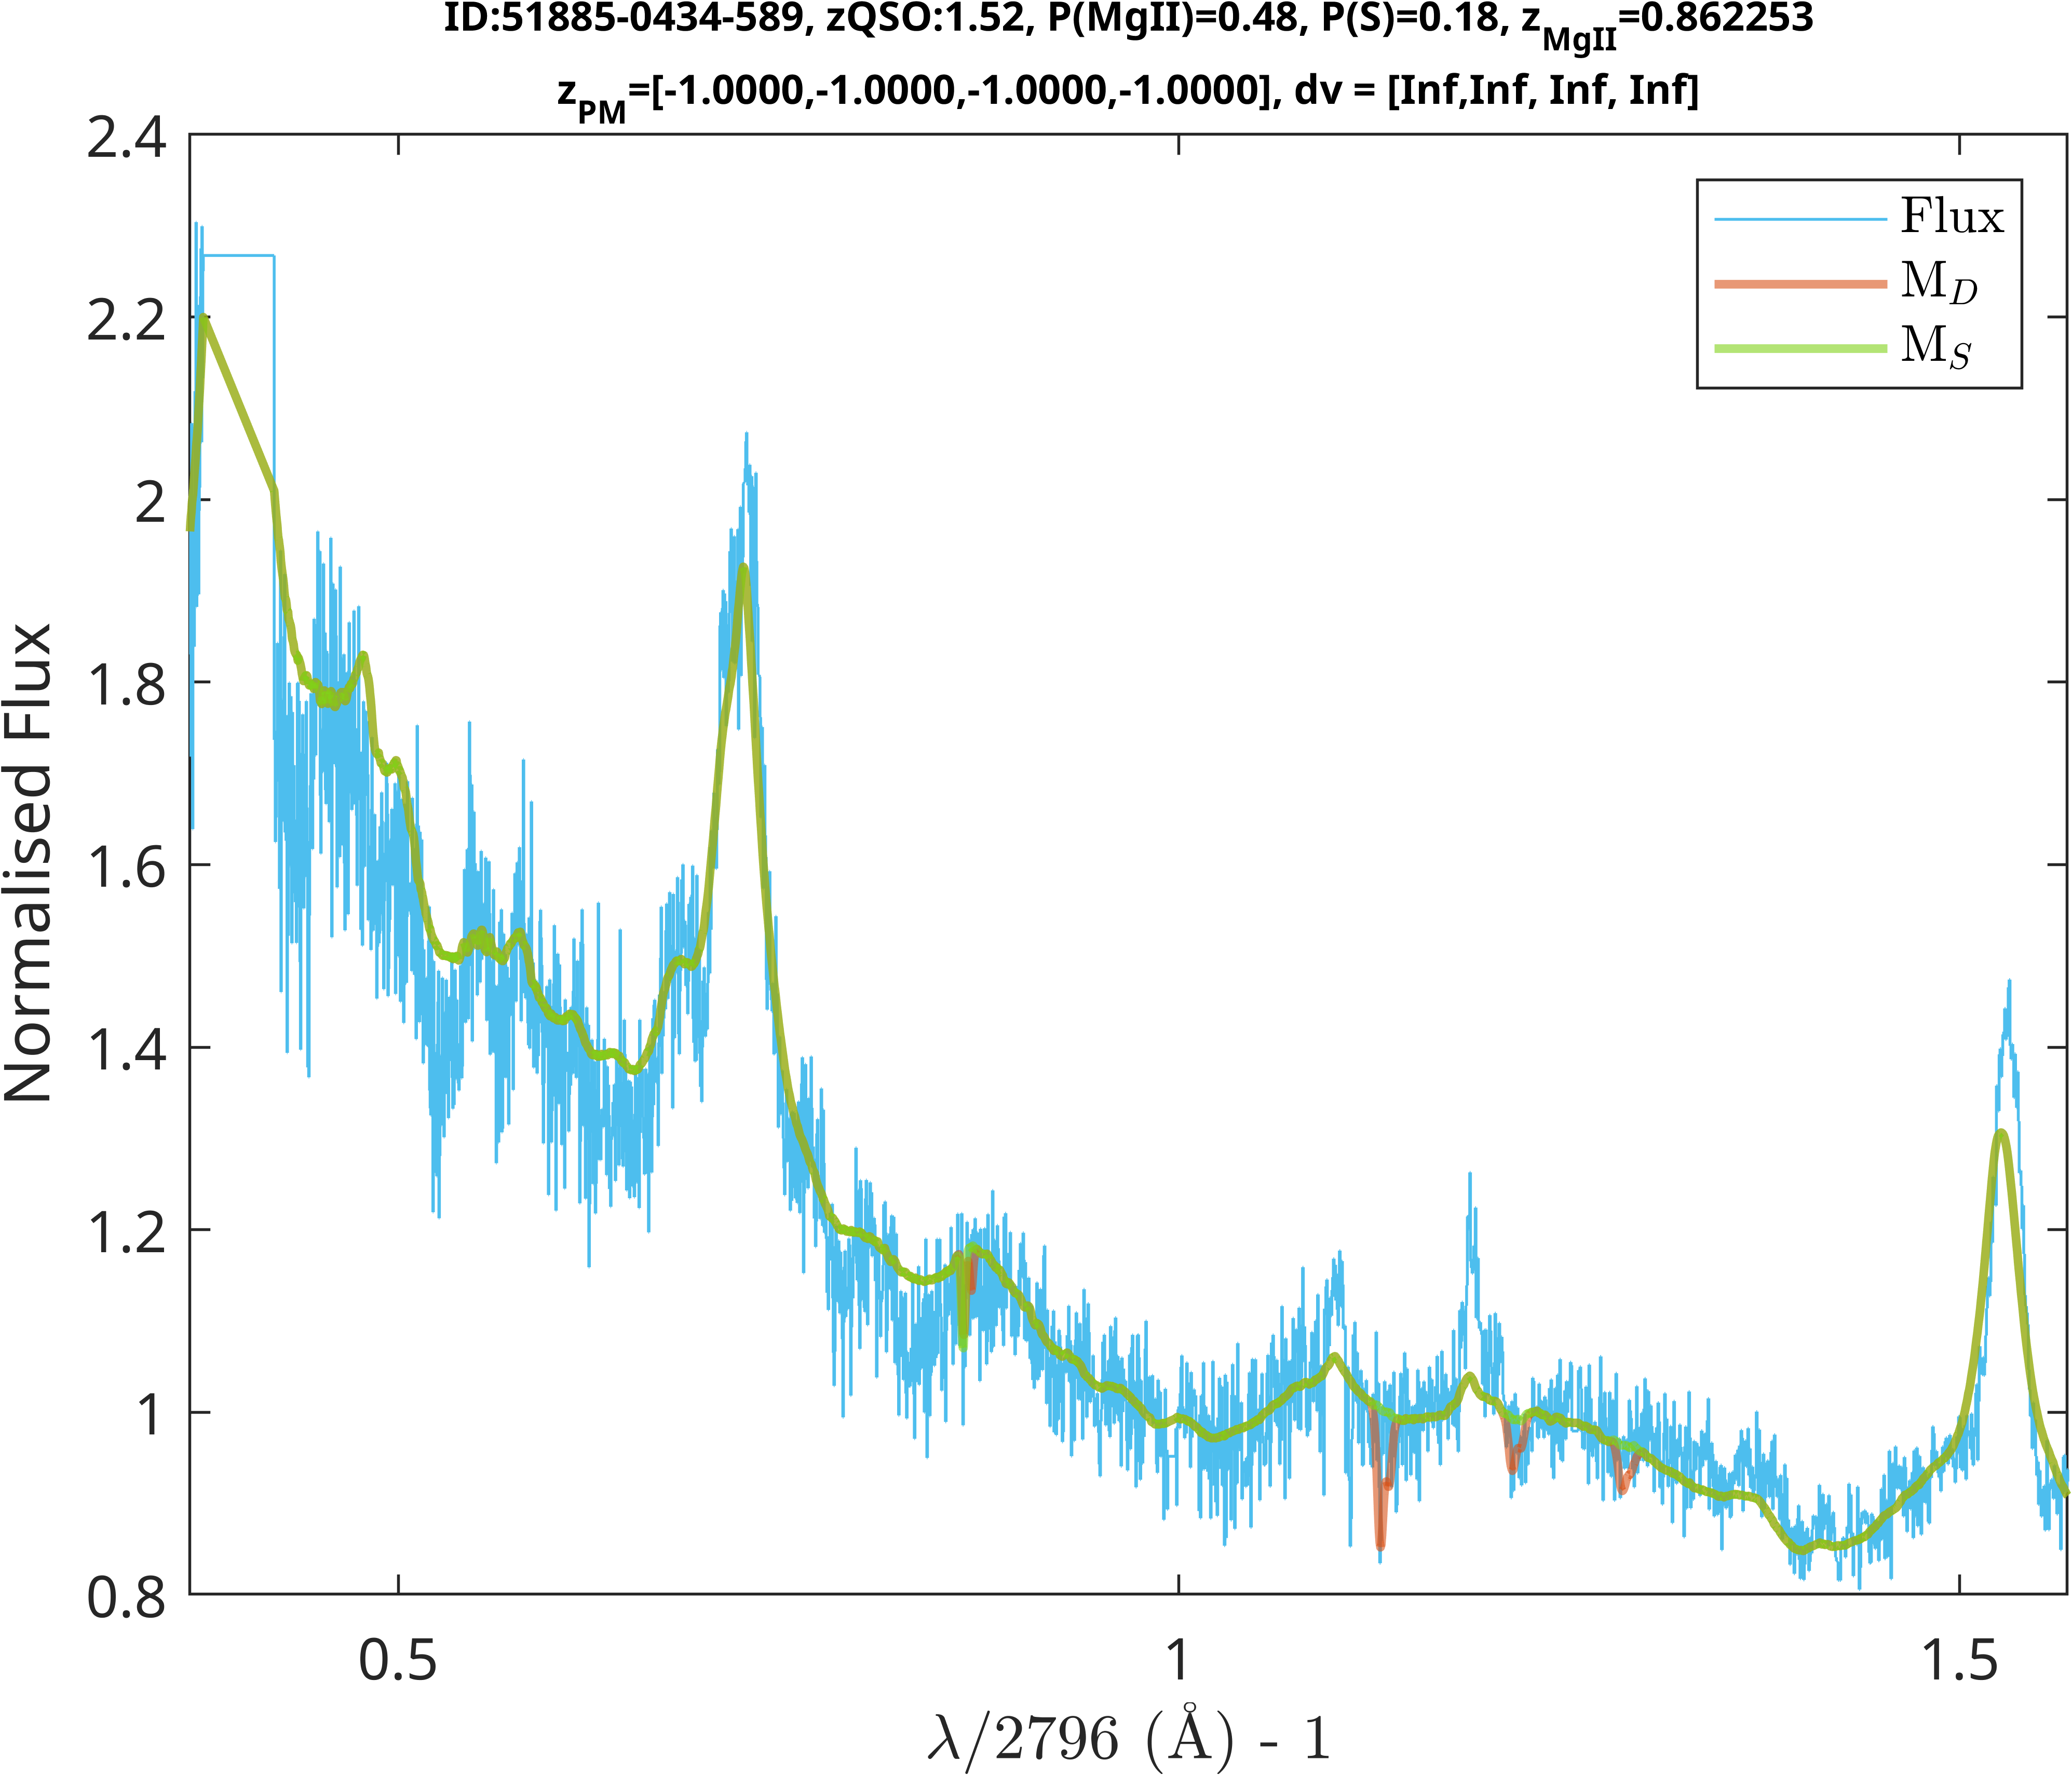 ID:51885-0434-589, zQSO:1.52, P(MgII)=0.48, P(S)=0.18, zMgII=0.862253
zPM=[-1.0000,-1.0000,-1.0000,-1.0000], dv = [Inf,Inf, Inf, Inf]
2.4
2.2
2
1.8
1.6
1.4
1.2
1
0.8
Normalised Flux
Flux
MD
MS
0.5
1
1.5
λ/2796 (Å) - 1